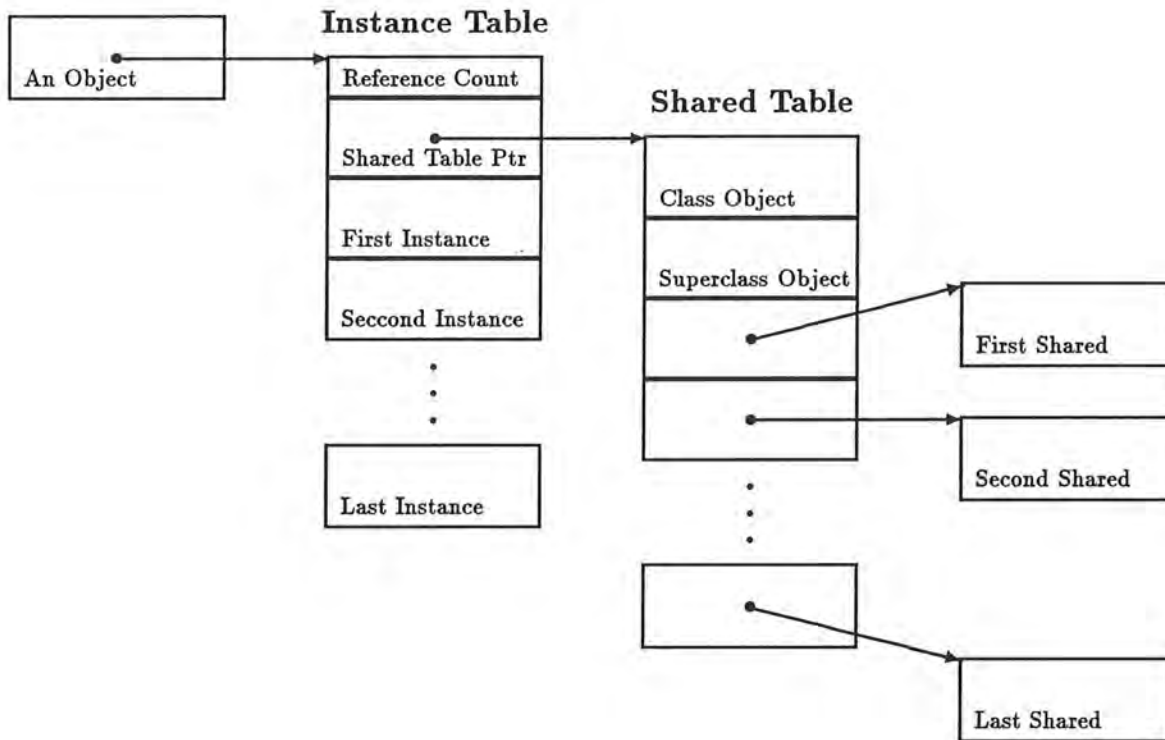 Instance Table
An Object
Reference Count
Shared Table Ptr
First Instance
Seccond Instance
Last Instance
Shared Table
Class Object
Superclass Object
First Shared
Second Shared
Last Shared